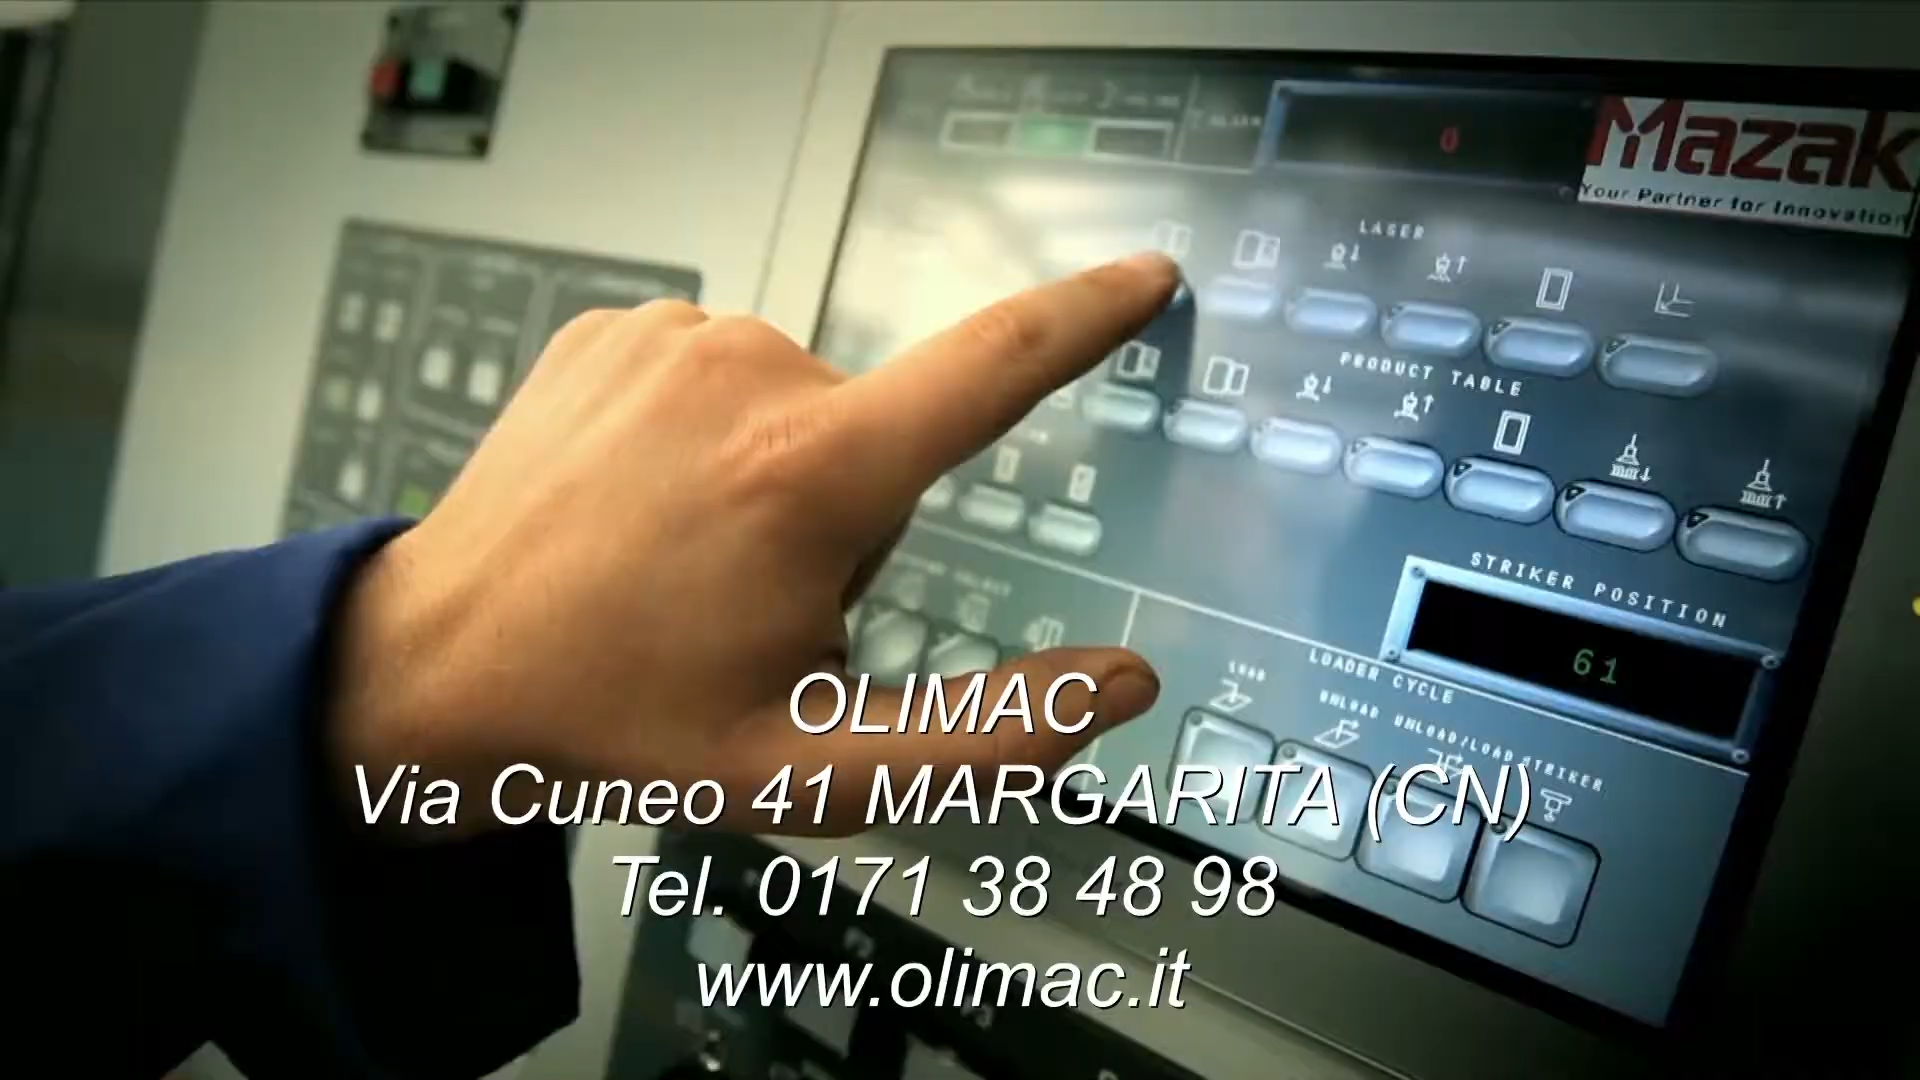 0
Mazak
Your Partner for Innovation
LASER
PRODUCT TABLE
STRIKER POSITION
61
LOADER CYCLE
LOAD
UNLOAD
UNLOAD/LOAD
STRIKER
OLIMAC
Via Cuneo 41 MARGARITA (CN)
Tel. 0171 38 48 98
www.olimac.it